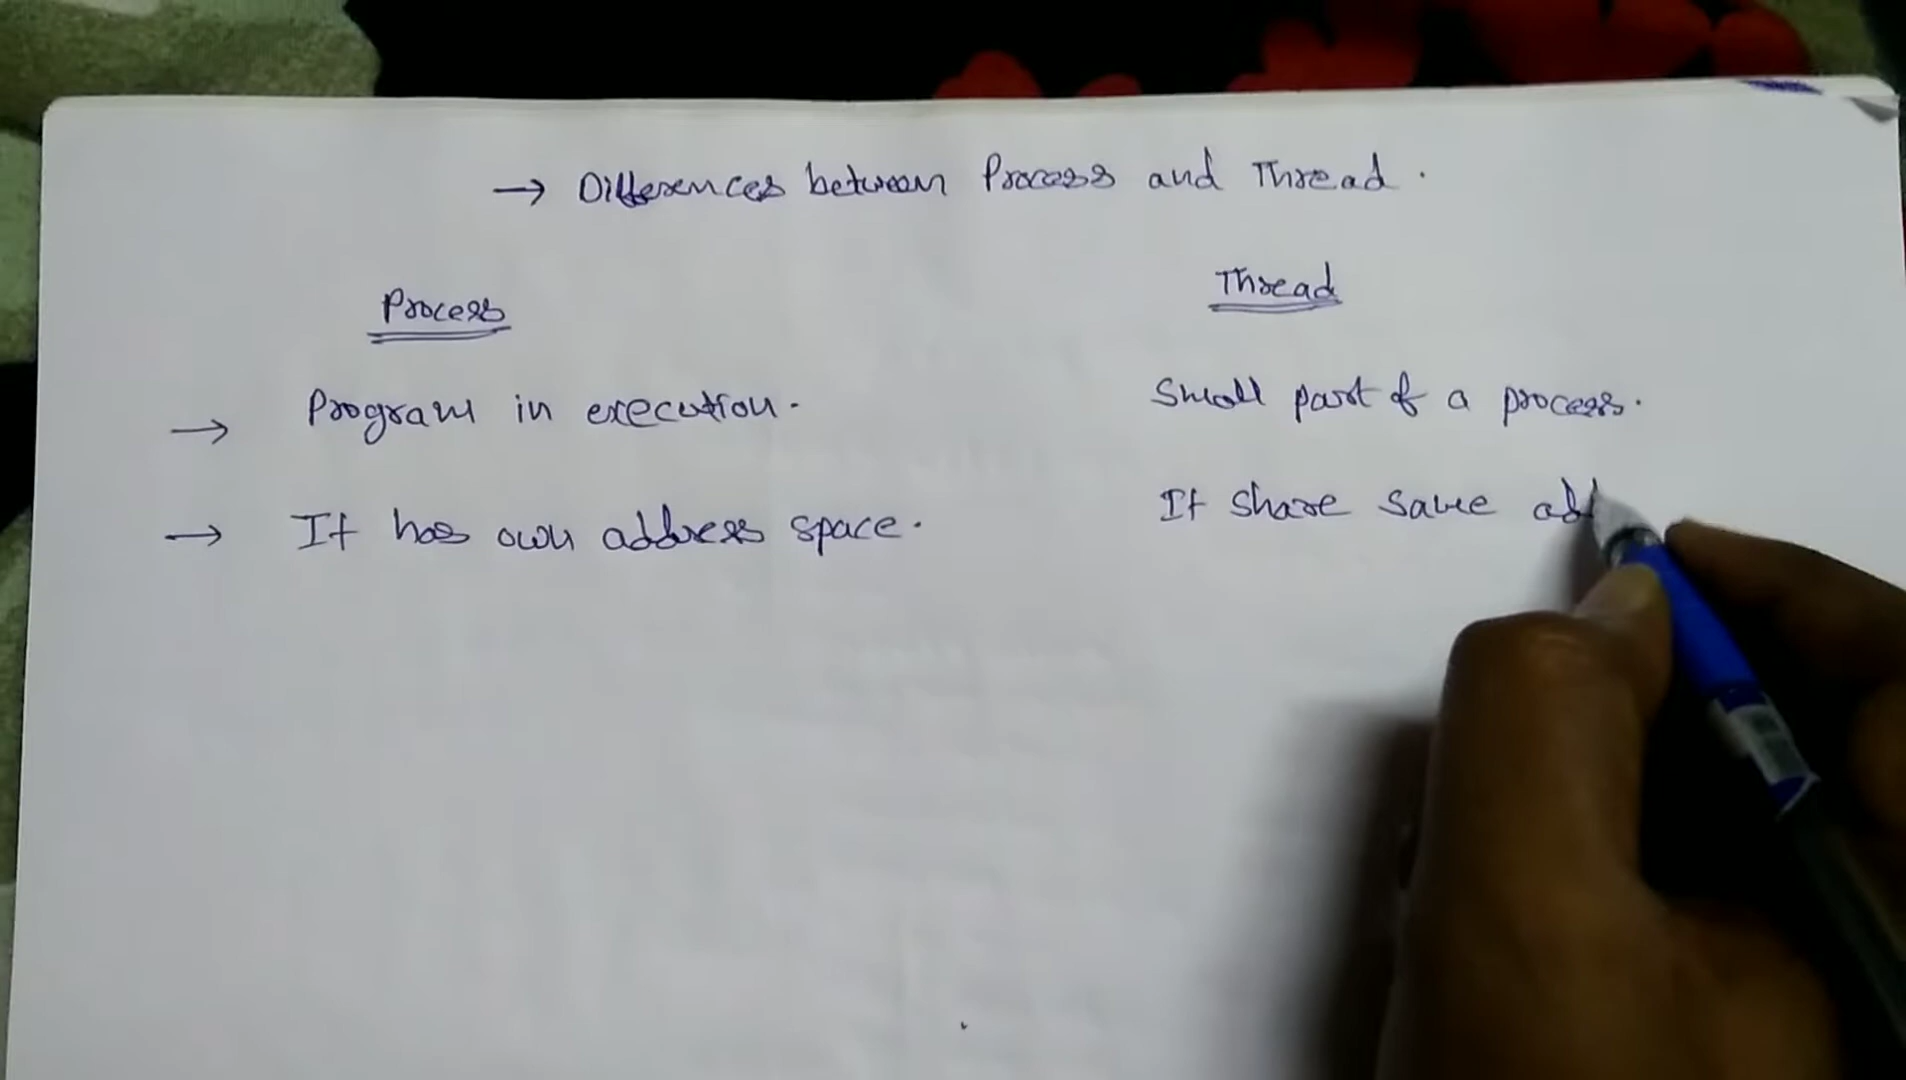 → Differences between Process and Thread.
Process
Thread
→ Program in execution.
Small part of a process.
→ It has own address space.
It share same add